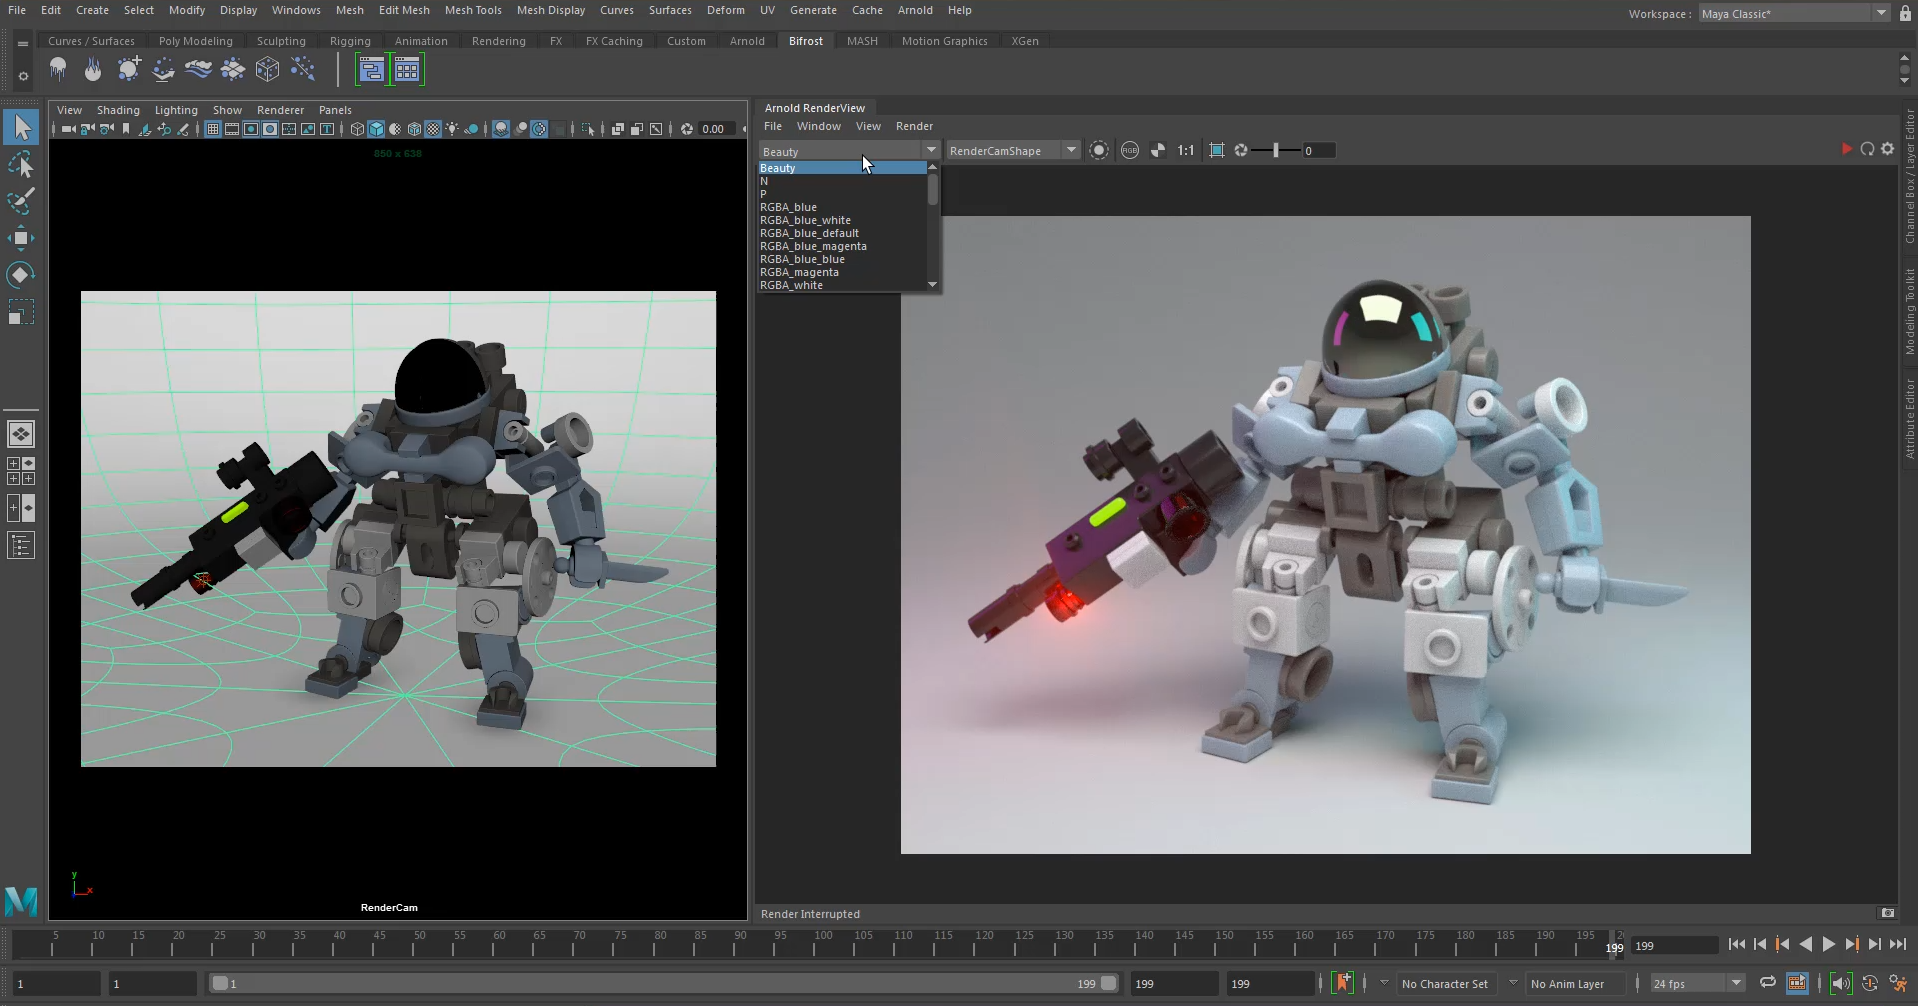 File Edit Create Select Modify Display Windows Mesh Edit Mesh Mesh Tools Mesh Display Curves Surfaces Deform UV Generate Cache Arnold Help
Workspace : Maya Classic*
Curves / Surfaces Poly Modeling Sculpting Rigging Animation Rendering FX FX Caching Custom Arnold Bifrost MASH Motion Graphics XGen
View Shading Lighting Show Renderer Panels
0.00
850 x 638
RenderCam
y
x
Arnold RenderView
File Window View Render
Beauty RenderCamShape RGB 1:1 0
Beauty
N
P
RGBA_blue
RGBA_blue_white
RGBA_blue_default
RGBA_blue_magenta
RGBA_blue_blue
RGBA_magenta
RGBA_white
Render Interrupted
Channel Box / Layer Editor
Modeling Toolkit
Attribute Editor
5 10 15 20 25 30 35 40 45 50 55 60 65 70 75 80 85 90 95 100 105 110 115 120 125 130 135 140 145 150 155 160 165 170 175 180 185 190 195
199 199
1 1 1 199 199 199 No Character Set No Anim Layer 24 fps
M